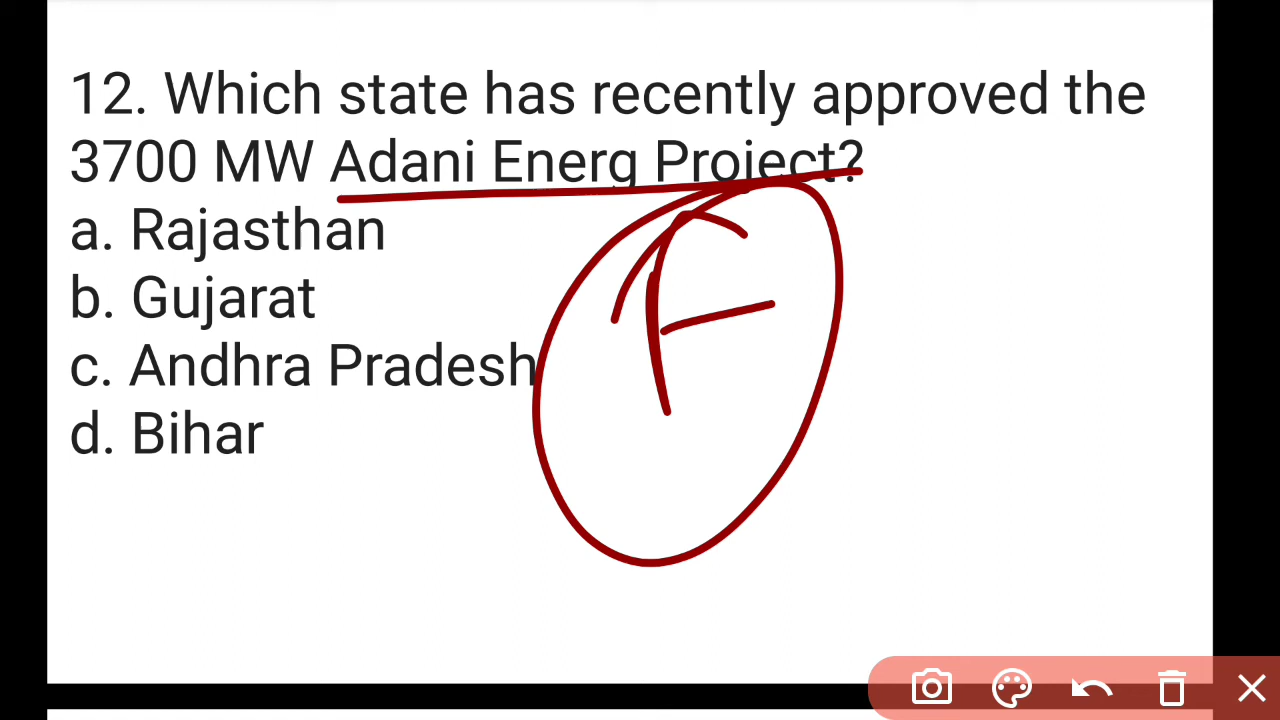 12. Which state has recently approved the
3700 MW Adani Energ Project?
a. Rajasthan
b. Gujarat
c. Andhra Pradesh
d. Bihar
F